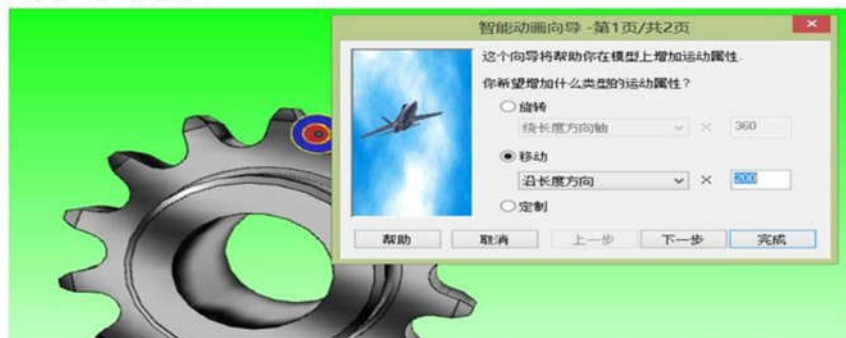 智能动画向导 -第1页/共2页
这个向导将帮助你在模型上增加运动属性.
你希望增加什么类型的运动属性?
旋转
绕长度方向轴 × 360
移动
沿长度方向 × 200
定制
帮助 取消 上一步 下一步 完成